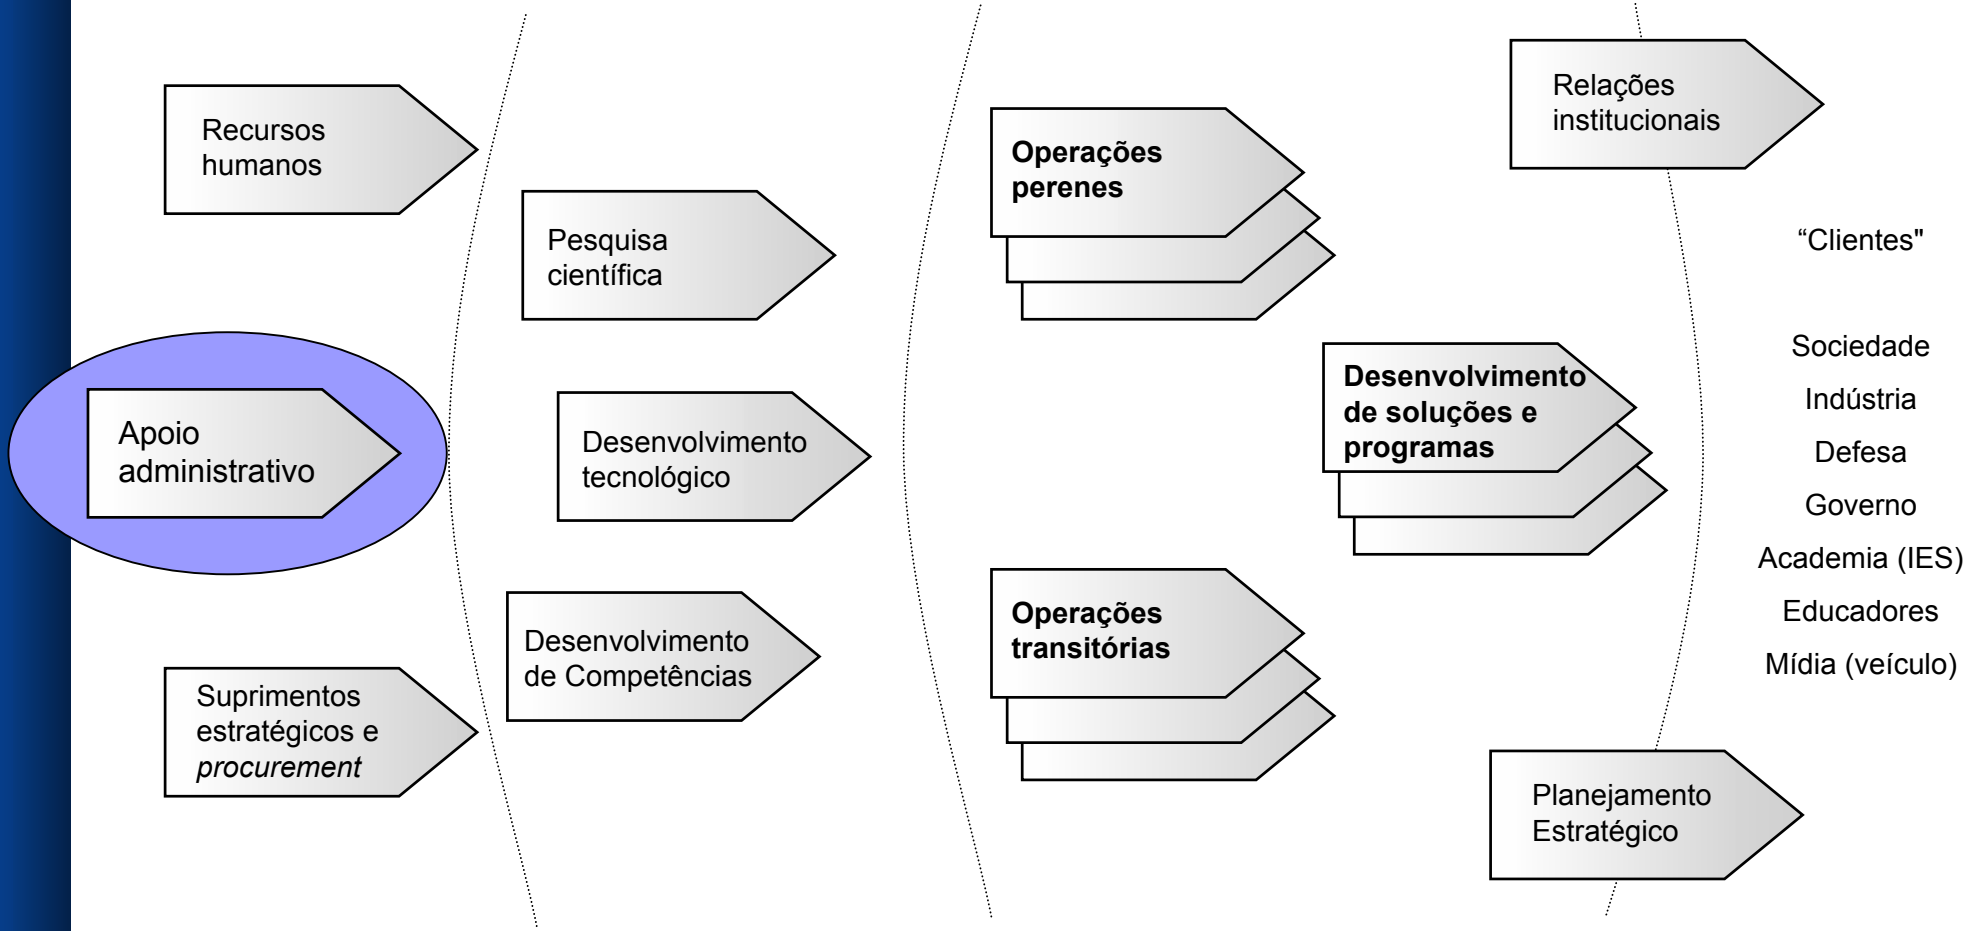 Recursos
humanos
Apoio
administrativo
Suprimentos
estratégicos e
procurement
Pesquisa
científica
Desenvolvimento
tecnológico
Desenvolvimento
de Competências
Operações
perenes
Operações
transitórias
Desenvolvimento
de soluções e
programas
Relações
institucionais
Planejamento
Estratégico
“Clientes"
Sociedade
Indústria
Defesa
Governo
Academia (IES)
Educadores
Mídia (veículo)